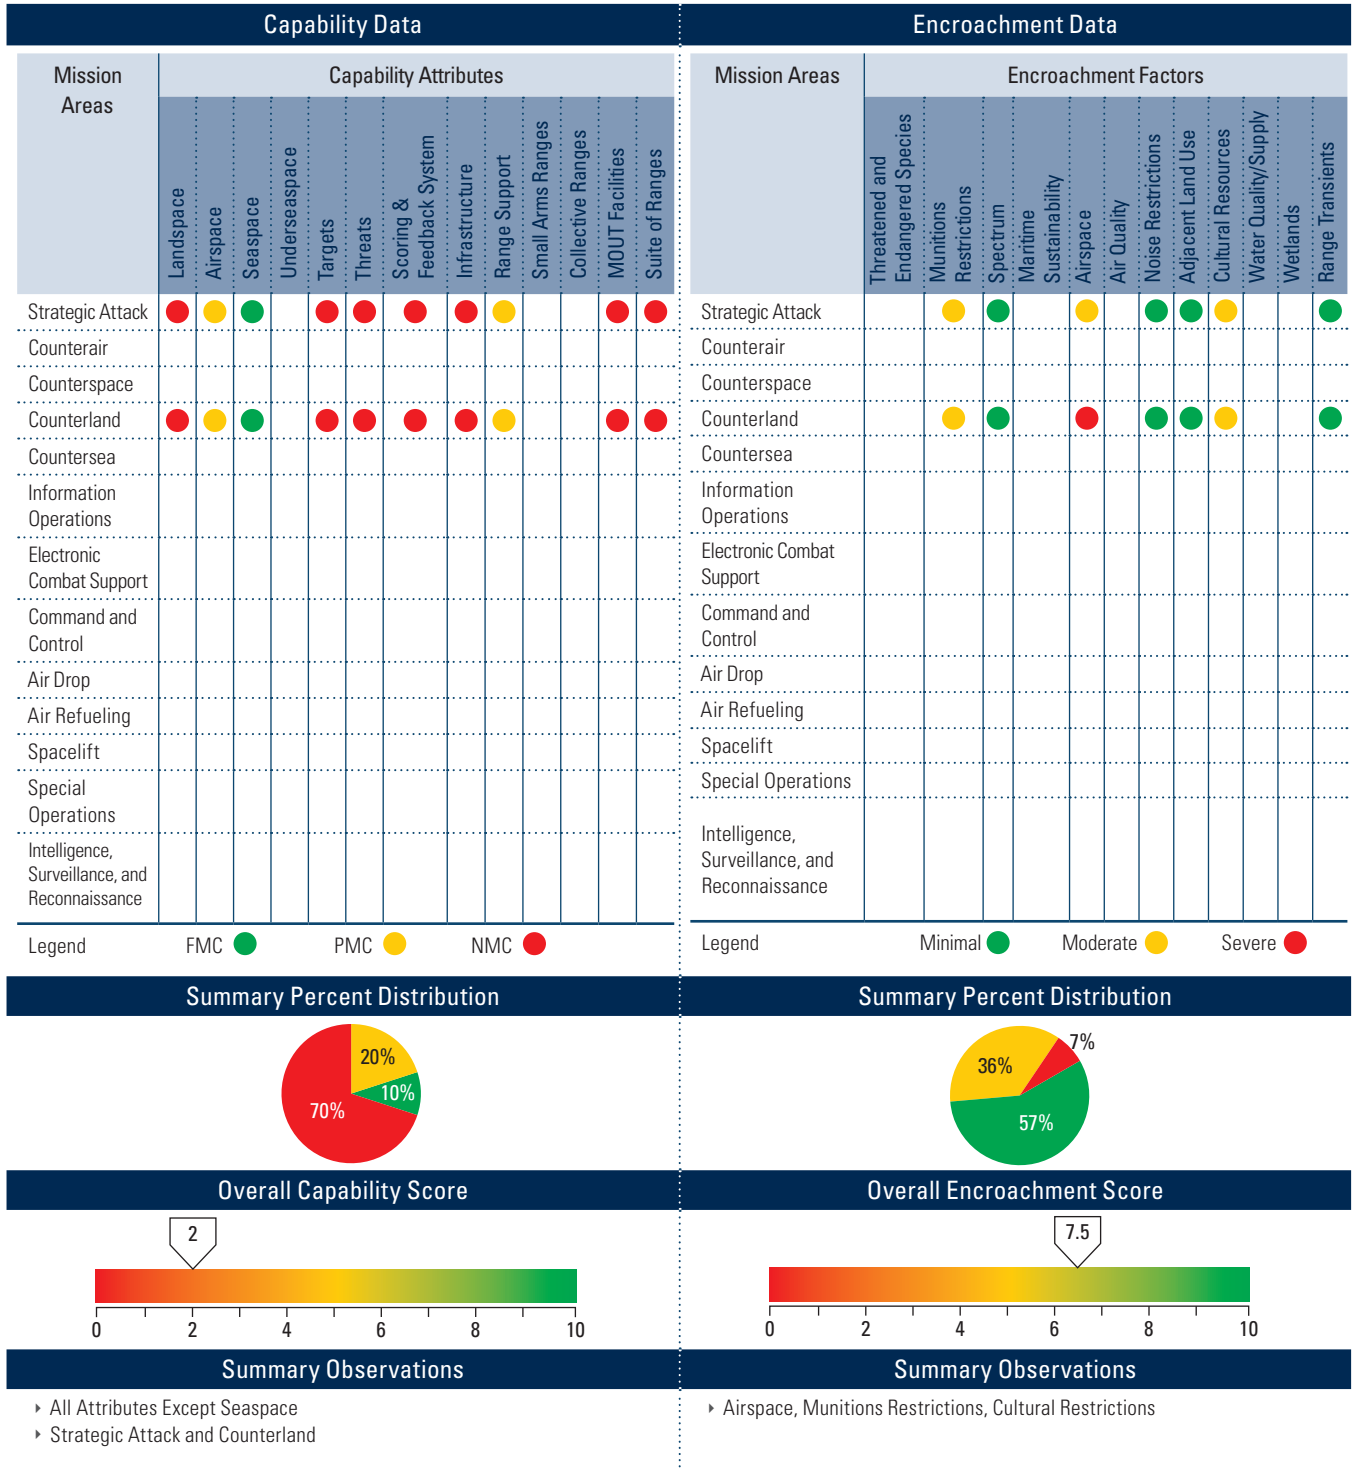 Capability Data
Mission
Areas
Capability Attributes
Landspace
Airspace
Seaspace
Underseaspace
Targets
Threats
Scoring &
Feedback System
Infrastructure
Range Support
Small Arms Ranges
Collective Ranges
MOUT Facilities
Suite of Ranges
Strategic Attack
Counterair
Counterspace
Counterland
Countersea
Information
Operations
Electronic
Combat Support
Command and
Control
Air Drop
Air Refueling
Spacelift
Special
Operations
Intelligence,
Surveillance, and
Reconnaissance
Legend FMC PMC NMC
Summary Percent Distribution
20%
10%
70%
Overall Capability Score
2
0 2 4 6 8 10
Summary Observations
‣ All Attributes Except Seaspace
‣ Strategic Attack and Counterland
Encroachment Data
Mission Areas
Encroachment Factors
Threatened and
Endangered Species
Munitions
Restrictions
Spectrum
Maritime
Sustainability
Airspace
Air Quality
Noise Restrictions
Adjacent Land Use
Cultural Resources
Water Quality/Supply
Wetlands
Range Transients
Strategic Attack
Counterair
Counterspace
Counterland
Countersea
Information
Operations
Electronic Combat
Support
Command and
Control
Air Drop
Air Refueling
Spacelift
Special Operations
Intelligence,
Surveillance, and
Reconnaissance
Legend Minimal Moderate Severe
Summary Percent Distribution
7%
36%
57%
Overall Encroachment Score
7.5
0 2 4 6 8 10
Summary Observations
‣ Airspace, Munitions Restrictions, Cultural Restrictions